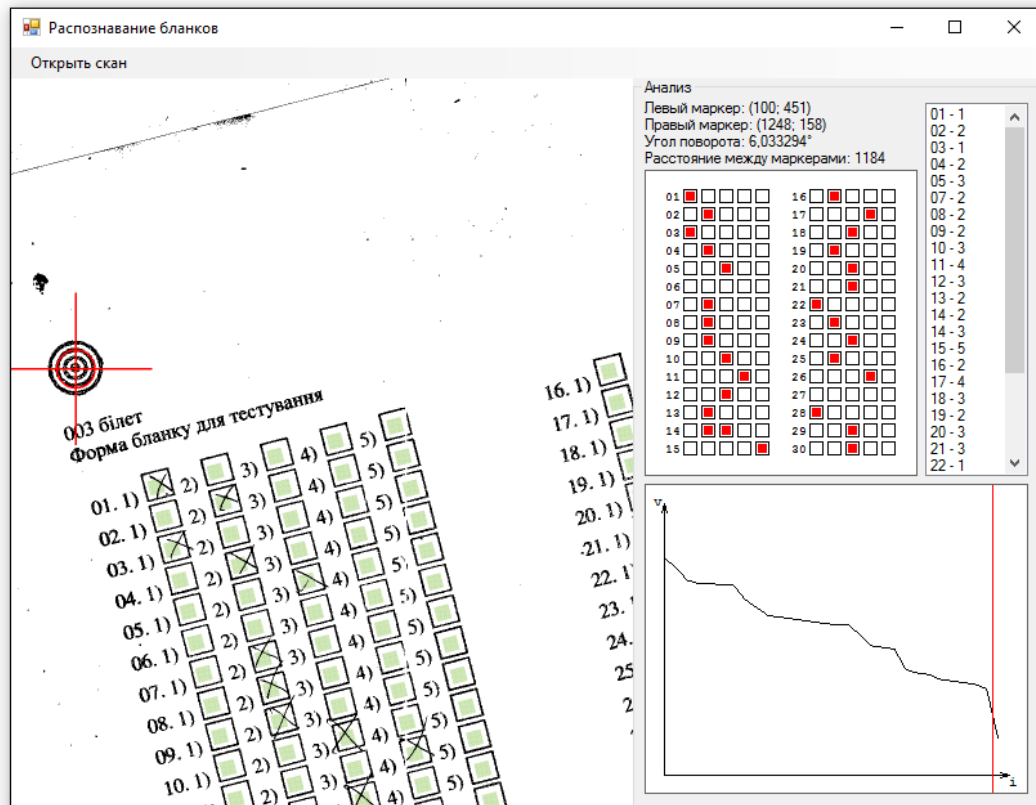 Распознавание бланков
Открыть скан
Анализ
Левый маркер: (100; 451)
Правый маркер: (1248; 158)
Угол поворота: 6,033294°
Расстояние между маркерами: 1184
01 16
02 17
03 18
04 19
05 20
06 21
07 22
08 23
09 24
10 25
11 26
12 27
13 28
14 29
15 30
01 - 1
02 - 2
03 - 1
04 - 2
05 - 3
07 - 2
08 - 2
09 - 2
10 - 3
11 - 4
12 - 3
13 - 2
14 - 2
14 - 3
15 - 5
16 - 2
17 - 4
18 - 3
19 - 2
20 - 3
21 - 3
22 - 1
v
i
003 білет
Форма бланку для тестування
01. 1) 2) 3) 4) 5)
02. 1) 2) 3) 4) 5)
03. 1) 2) 3) 4) 5)
04. 1) 2) 3) 4) 5)
05. 1) 2) 3) 4) 5)
06. 1) 2) 3) 4) 5)
07. 1) 2) 3) 4) 5)
08. 1) 2) 3) 4) 5)
09. 1) 2) 3) 4) 5)
10. 1) 2) 3) 4) 5)
16. 1)
17. 1)
18. 1)
19. 1)
20. 1)
21. 1)
22. 1
23.
24.
25
2